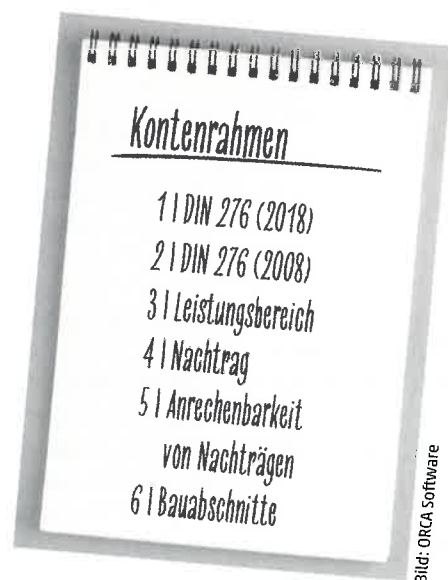 Kontenrahmen
1 | DIN 276 (2018)
2 | DIN 276 (2008)
3 | Leistungsbereich
4 | Nachtrag
5 | Anrechenbarkeit
von Nachträgen
6 | Bauabschnitte
Bild: ORCA Software